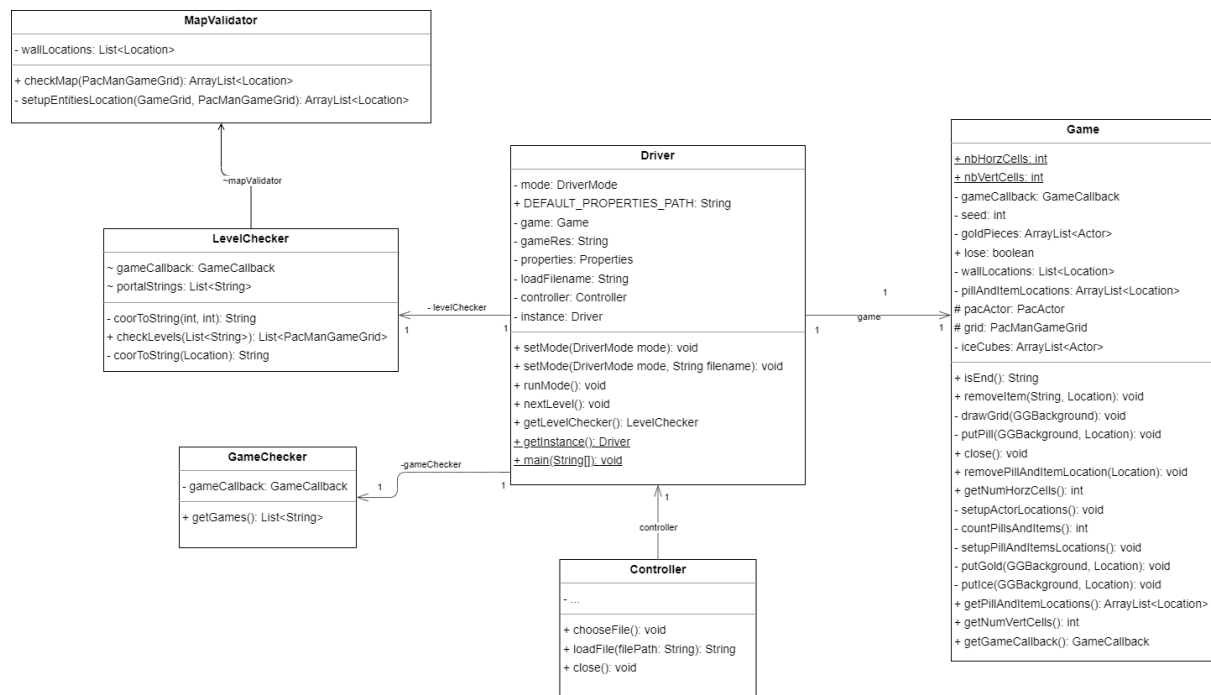 MapValidator
- wallLocations: List<Location>
+ checkMap(PacManGameGrid): ArrayList<Location>
- setupEntitiesLocation(GameGrid, PacManGameGrid): ArrayList<Location>
~mapValidator
LevelChecker
~ gameCallback: GameCallback
~ portalStrings: List<String>
- coorToString(int, int): String
+ checkLevels(List<String>): List<PacManGameGrid>
- coorToString(Location): String
- levelChecker
1
1
GameChecker
- gameCallback: GameCallback
+ getGames(): List<String>
-gameChecker
1
1
Driver
- mode: DriverMode
+ DEFAULT_PROPERTIES_PATH: String
- game: Game
- gameRes: String
- properties: Properties
- loadFilename: String
- controller: Controller
- instance: Driver
+ setMode(DriverMode mode): void
+ setMode(DriverMode mode, String filename): void
+ runMode(): void
+ nextLevel(): void
+ getLevelChecker(): LevelChecker
+ getInstance(): Driver
+ main(String[]): void
1
controller
Controller
- ...
+ chooseFile(): void
+ loadFile(filePath: String): String
+ close(): void
1
1
game
1
Game
+ nbHorzCells: int
+ nbVertCells: int
- gameCallback: GameCallback
- seed: int
- goldPieces: ArrayList<Actor>
+ lose: boolean
- wallLocations: List<Location>
- pillAndItemLocations: ArrayList<Location>
# pacActor: PacActor
# grid: PacManGameGrid
- iceCubes: ArrayList<Actor>
+ isEnd(): String
+ removeItem(String, Location): void
- drawGrid(GGBackground): void
- putPill(GGBackground, Location): void
+ close(): void
+ removePillAndItemLocation(Location): void
+ getNumHorzCells(): int
- setupActorLocations(): void
- countPillsAndItems(): int
- setupPillAndItemsLocations(): void
- putGold(GGBackground, Location): void
- putIce(GGBackground, Location): void
+ getPillAndItemLocations(): ArrayList<Location>
+ getNumVertCells(): int
+ getGameCallback(): GameCallback